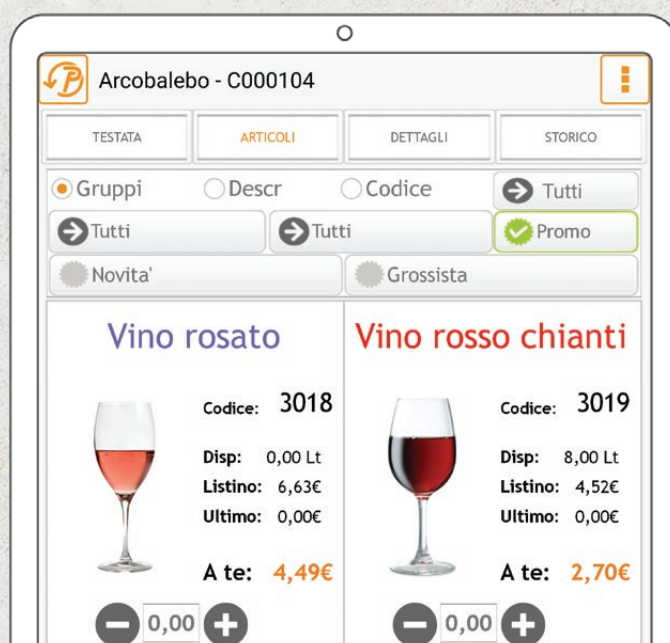 Arcobalebo - C000104
TESTATA ARTICOLI DETTAGLI STORICO
Gruppi Descr Codice Tutti
Tutti Tutti Promo
Novita' Grossista
Vino rosato
Codice: 3018
Disp: 0,00 Lt
Listino: 6,63€
Ultimo: 0,00€
A te: 4,49€
0,00
Vino rosso chianti
Codice: 3019
Disp: 8,00 Lt
Listino: 4,52€
Ultimo: 0,00€
A te: 2,70€
0,00